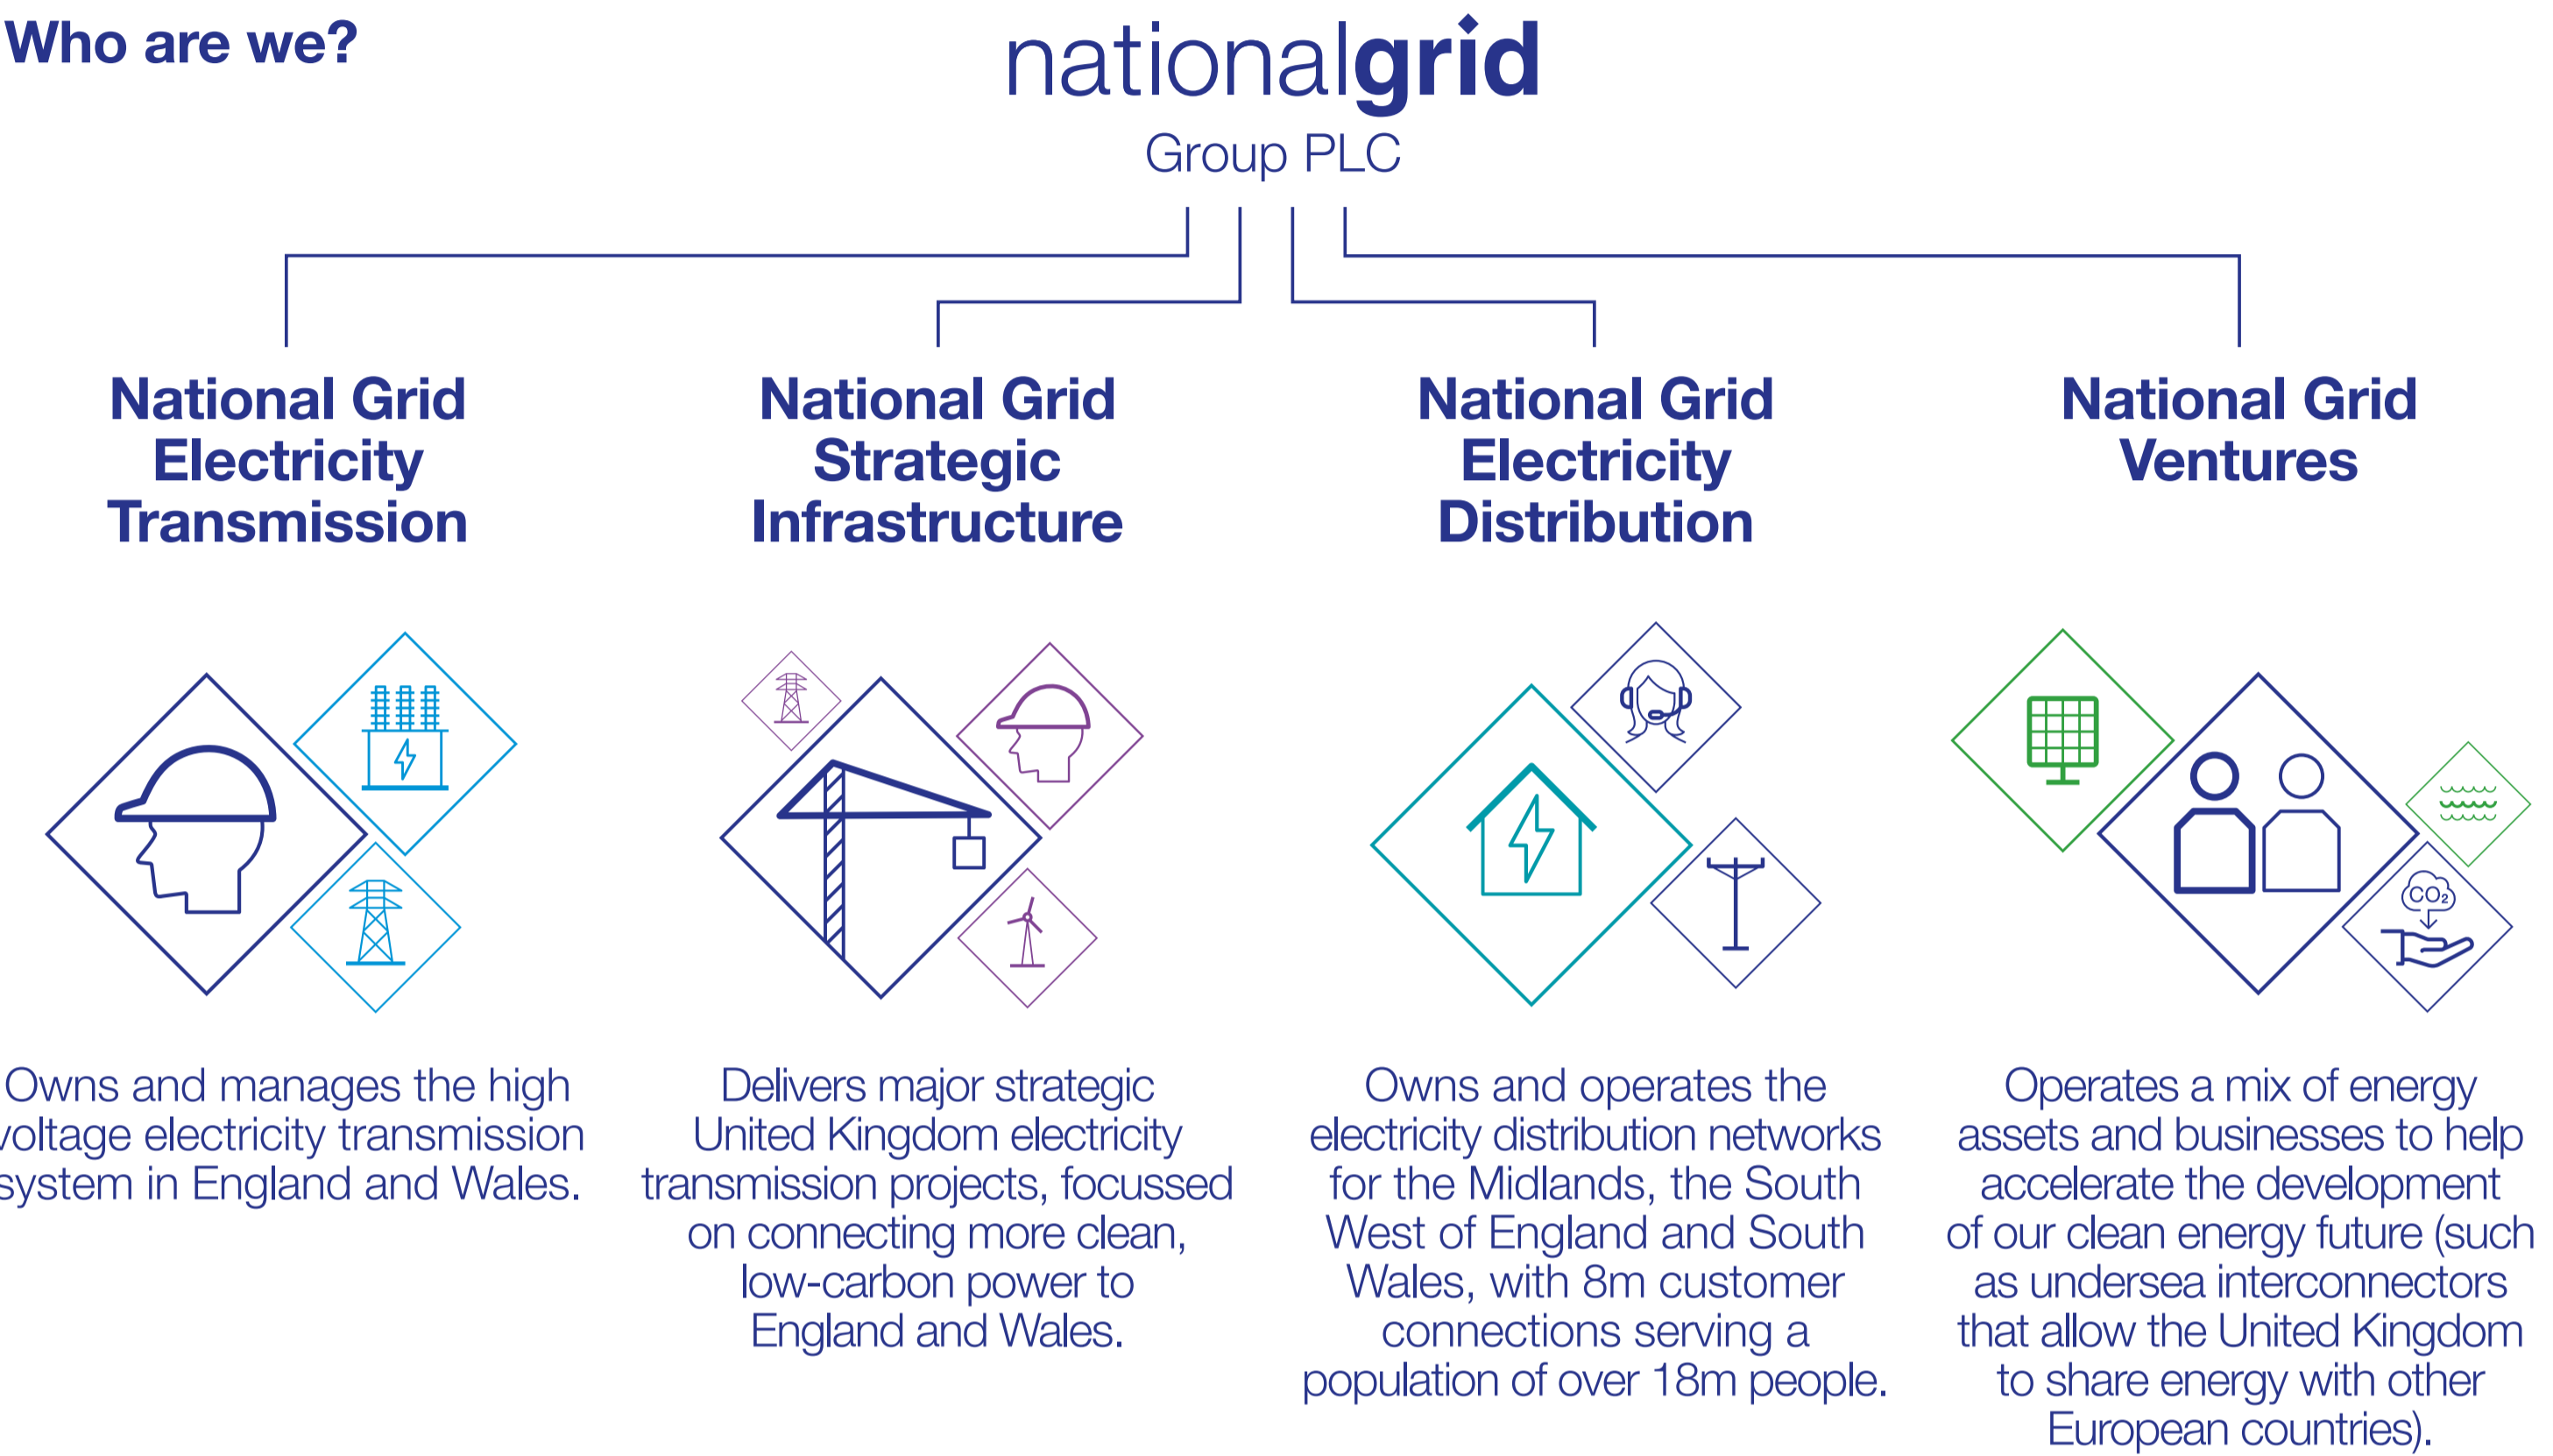 Who are we?
nationalgrid
Group PLC
National Grid
Electricity
Transmission
National Grid
Strategic
Infrastructure
National Grid
Electricity
Distribution
National Grid
Ventures
CO₂
Owns and manages the high
voltage electricity transmission
system in England and Wales.
Delivers major strategic
United Kingdom electricity
transmission projects, focussed
on connecting more clean,
low-carbon power to
England and Wales.
Owns and operates the
electricity distribution networks
for the Midlands, the South
West of England and South
Wales, with 8m customer
connections serving a
population of over 18m people.
Operates a mix of energy
assets and businesses to help
accelerate the development
of our clean energy future (such
as undersea interconnectors
that allow the United Kingdom
to share energy with other
European countries).